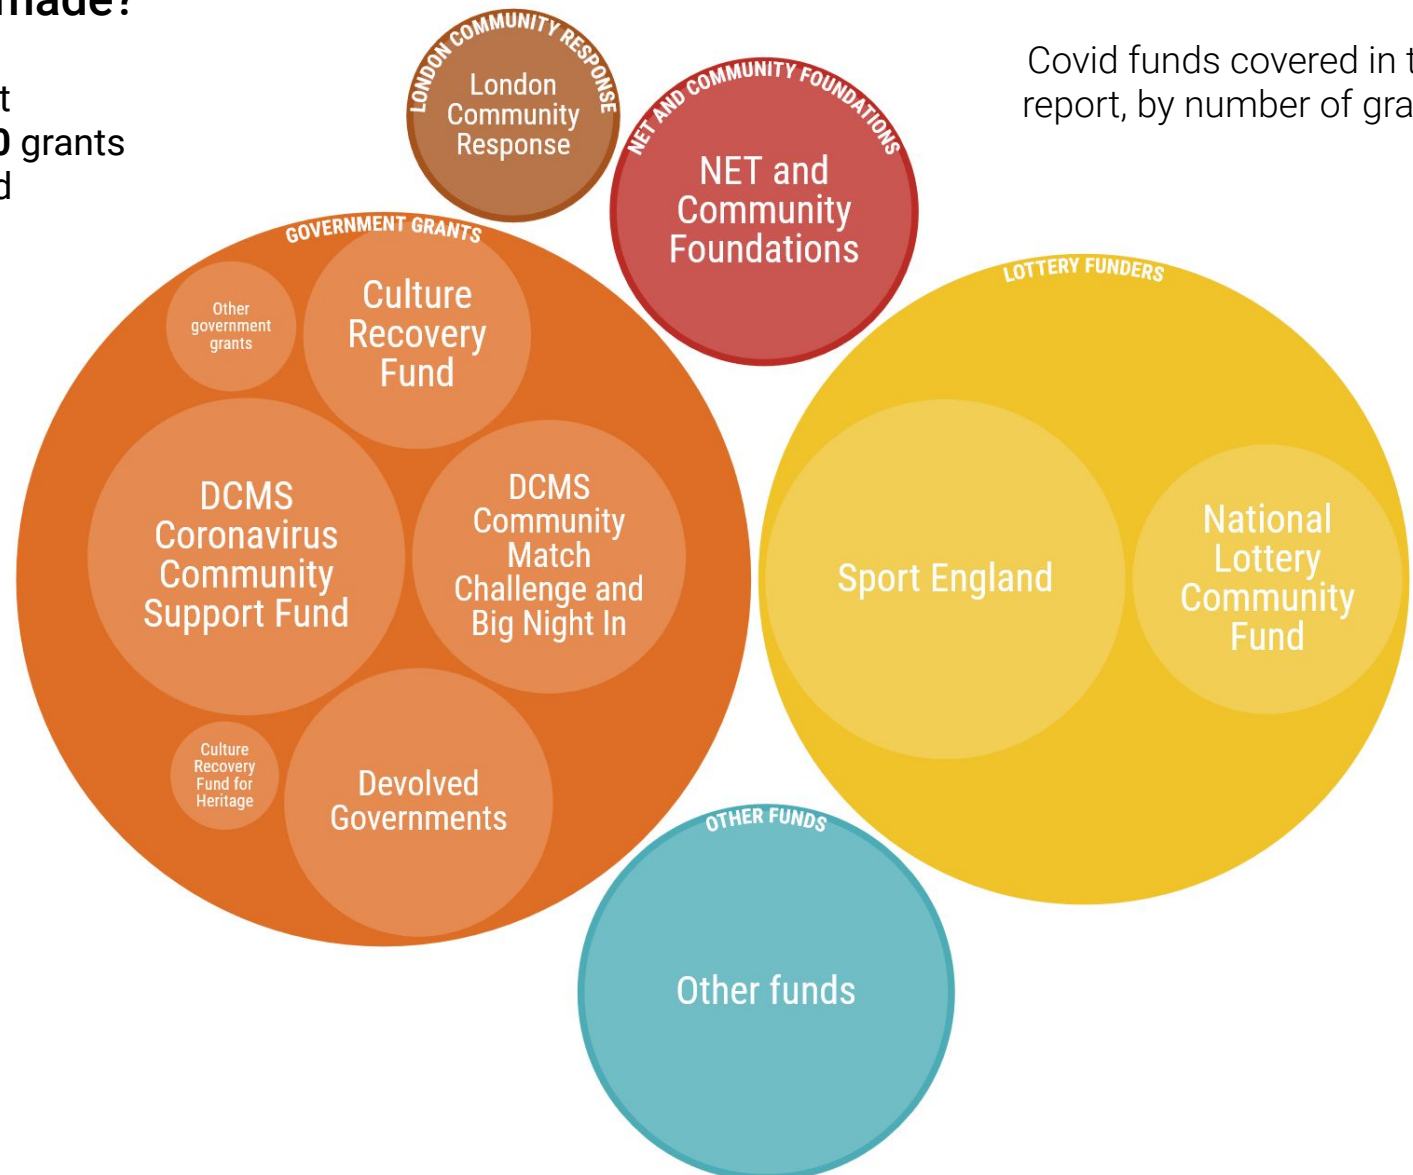 made?
t
0 grants
d
Covid funds covered in t
report, by number of gra
LONDON COMMUNITY RESPONSE
London
Community
Response
NET AND COMMUNITY FOUNDATIONS
NET and
Community
Foundations
GOVERNMENT GRANTS
Other
government
grants
Culture
Recovery
Fund
DCMS
Coronavirus
Community
Support Fund
DCMS
Community
Match
Challenge and
Big Night In
Culture
Recovery
Fund for
Heritage
Devolved
Governments
LOTTERY FUNDERS
Sport England
National
Lottery
Community
Fund
OTHER FUNDS
Other funds